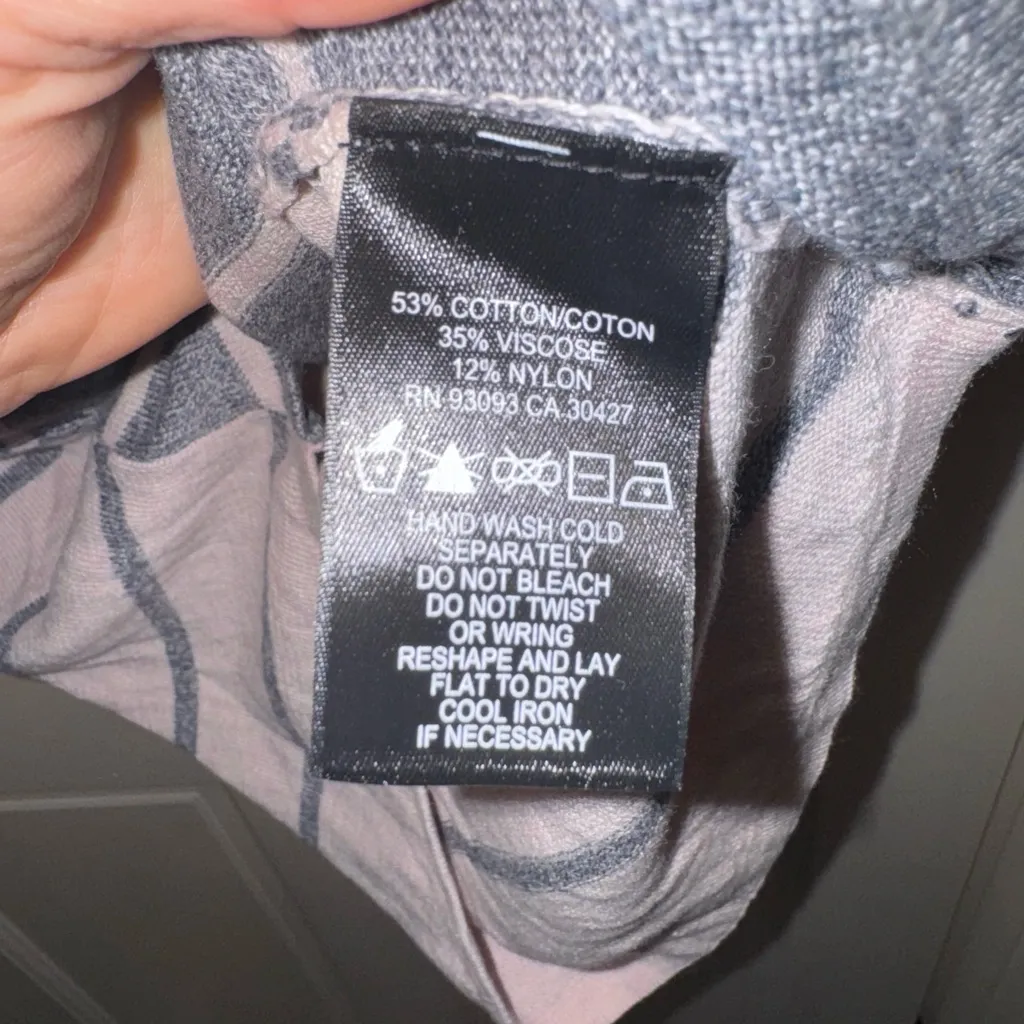 53% COTTON/COTON
35% VISCOSE
12% NYLON
RN 93093 CA 30427
HAND WASH COLD
SEPARATELY
DO NOT BLEACH
DO NOT TWIST
OR WRING
RESHAPE AND LAY
FLAT TO DRY
COOL IRON
IF NECESSARY